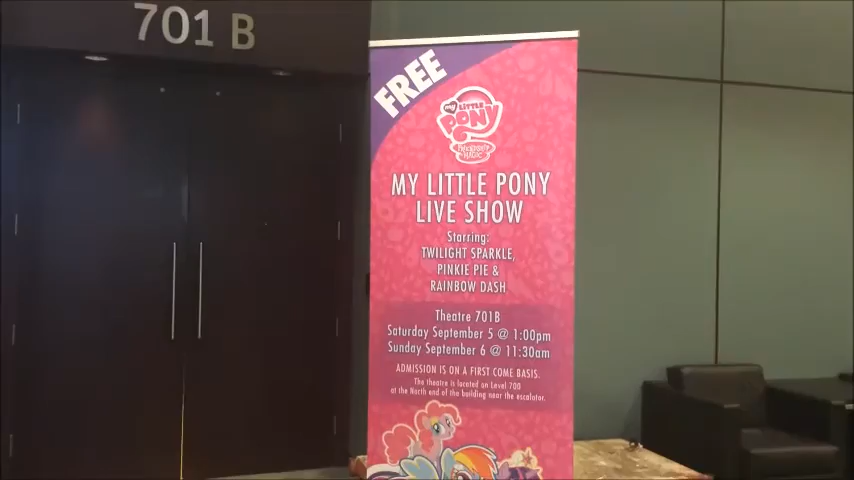 701 B
FREE
my LITTLE
PONY
FRIENDSHIP
IS MAGIC
MY LITTLE PONY
LIVE SHOW
Starring:
TWILIGHT SPARKLE,
PINKIE PIE &
RAINBOW DASH
Theatre 701B
Saturday September 5 @ 1:00pm
Sunday September 6 @ 11:30am
ADMISSION IS ON A FIRST COME BASIS.
The theatre is located on Level 700
at the North end of the building near the escalator.